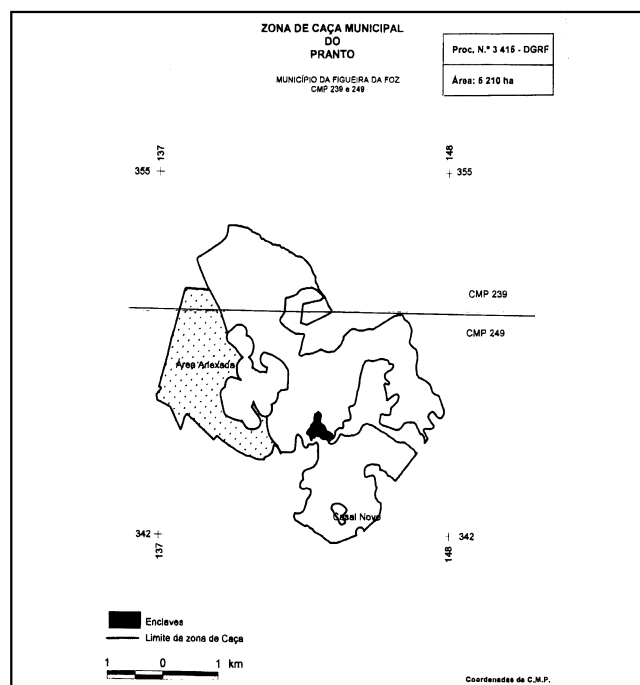 ZONA DE CAÇA MUNICIPAL
DO
PRANTO
MUNICÍPIO DA FIGUEIRA DA FOZ
CMP 239 e 249
Proc. N.º 3 415 - DGRF
Área: 5 210 ha
137
148
355
355
CMP 239
CMP 249
Área Anexada
Casal Novo
342
342
137
148
Enclaves
Limite da zona de Caça
1 0 1 km
Coordenadas da C.M.P.